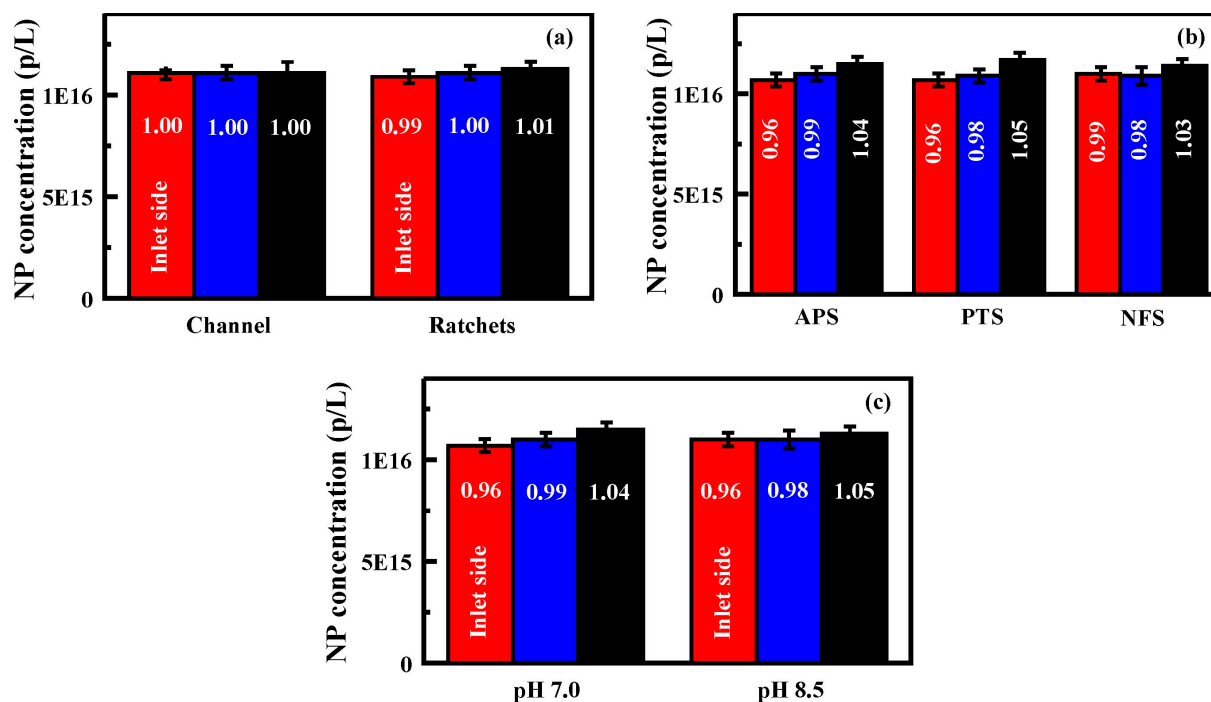 NP concentration (p/L)
(a)
1E16
5E15
0
1.00
1.00
1.00
0.99
1.00
1.01
Inlet side
Inlet side
Channel
Ratchets
NP concentration (p/L)
(b)
1E16
5E15
0
0.96
0.99
1.04
0.96
0.98
1.05
0.99
0.98
1.03
APS
PTS
NFS
NP concentration (p/L)
(c)
1E16
5E15
0
0.96
0.99
1.04
0.96
0.98
1.05
Inlet side
Inlet side
pH 7.0
pH 8.5